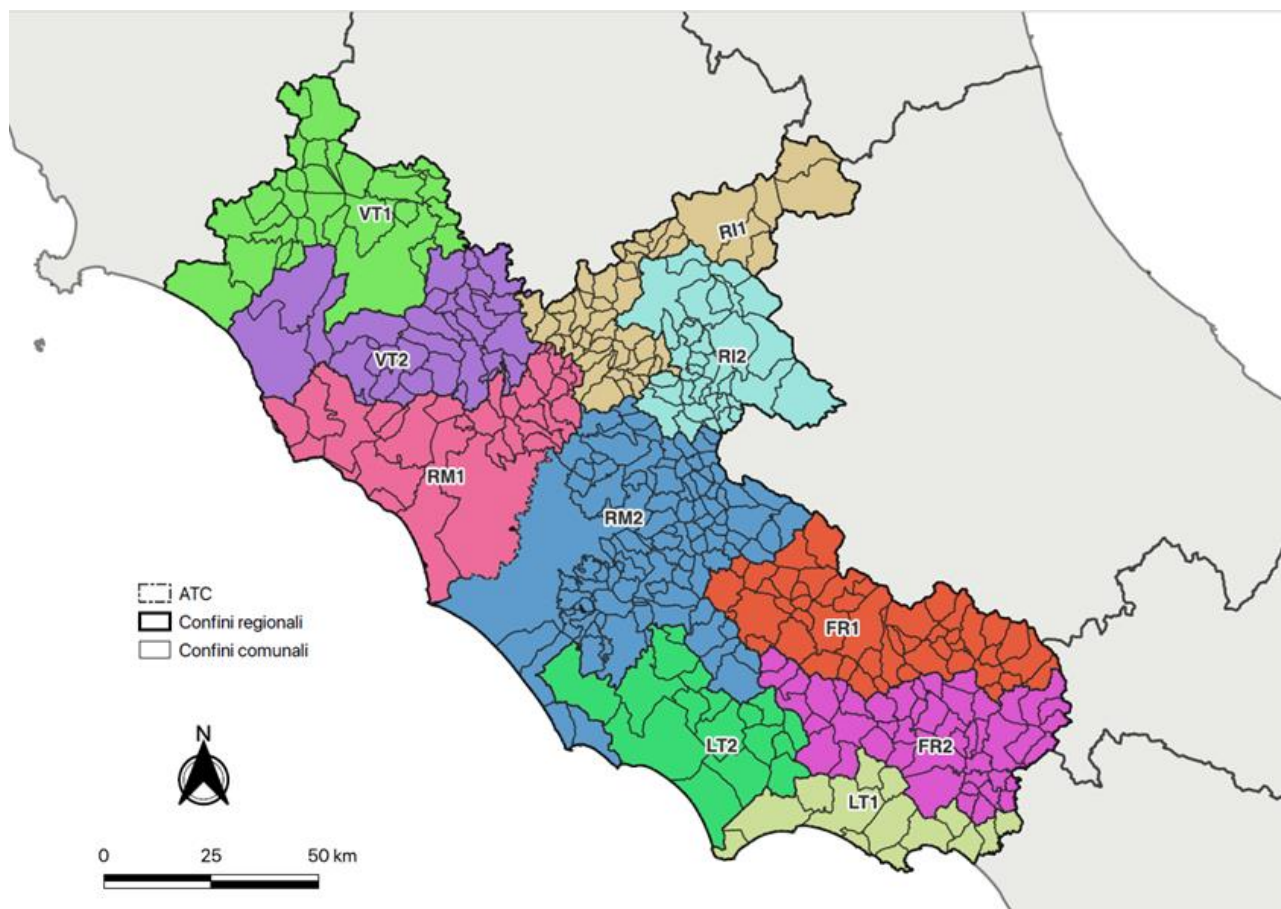 VT1
RI1
VT2
RI2
RM1
RM2
ATC
Confini regionali
Confini comunali
FR1
N
LT2
FR2
LT1
0 25 50 km